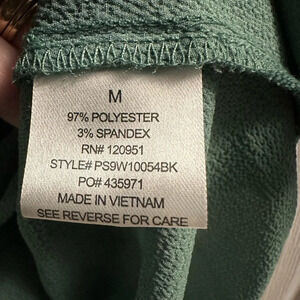 M
97% POLYESTER
3% SPANDEX
RN# 120951
STYLE# PS9W10054BK
PO# 435971
MADE IN VIETNAM
SEE REVERSE FOR CARE